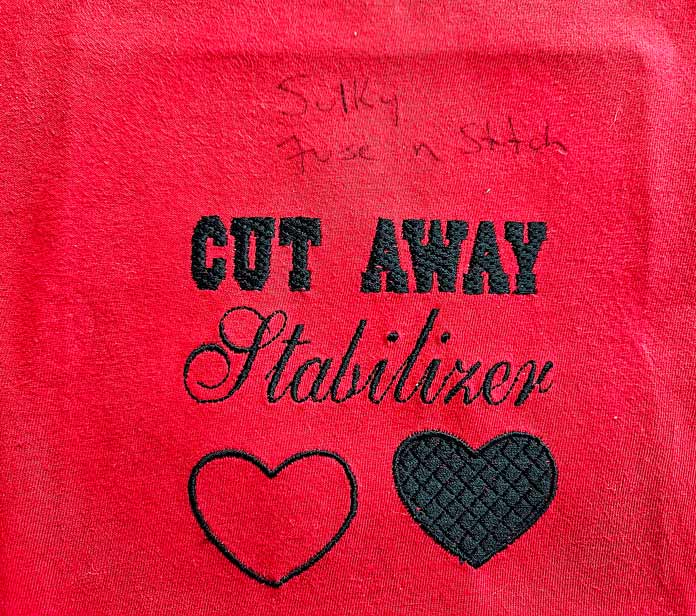 Sulky
Fuse n Stitch
CUT AWAY
Stabilizer